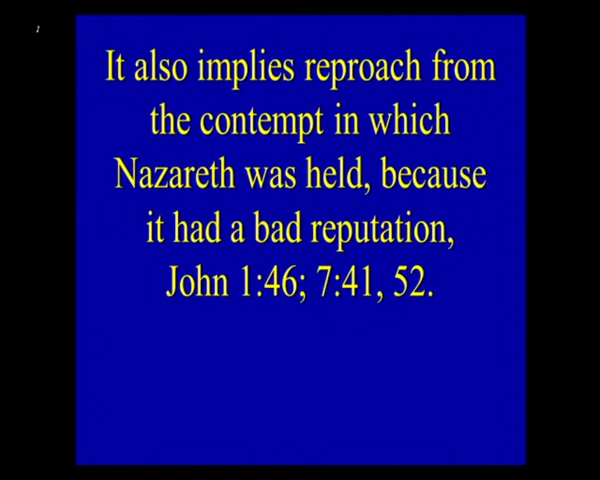 It also implies reproach from
the contempt in which
Nazareth was held, because
it had a bad reputation,
John 1:46; 7:41, 52.